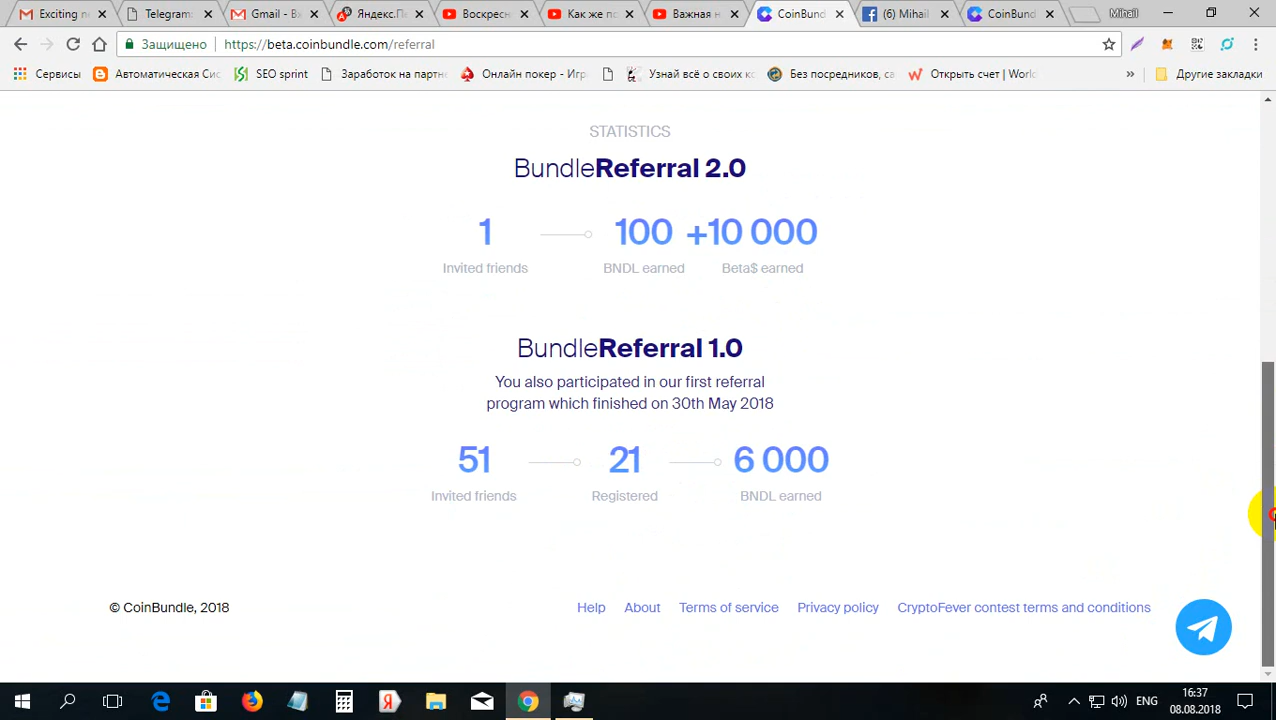 Exciting n
Telegram:
Gmail - Вх
Яндекс.П
Воскресн
Как же по
Важная н
CoinBund
(6) Mihail
CoinBund
Mihail
Защищено
https://beta.coinbundle.com/referral
Сервисы
Автоматическая Сис
SEO sprint
Заработок на партн
Онлайн покер - Игр
Узнай всё о своих кс
Без посредников, са
Открыть счет | World
»
Другие закладки
STATISTICS
BundleReferral 2.0
1 100 +10 000
Invited friends BNDL earned Beta$ earned
BundleReferral 1.0
You also participated in our first referral
program which finished on 30th May 2018
51 21 6 000
Invited friends Registered BNDL earned
© CoinBundle, 2018 Help About Terms of service Privacy policy CryptoFever contest terms and conditions
ENG
16:37
08.08.2018